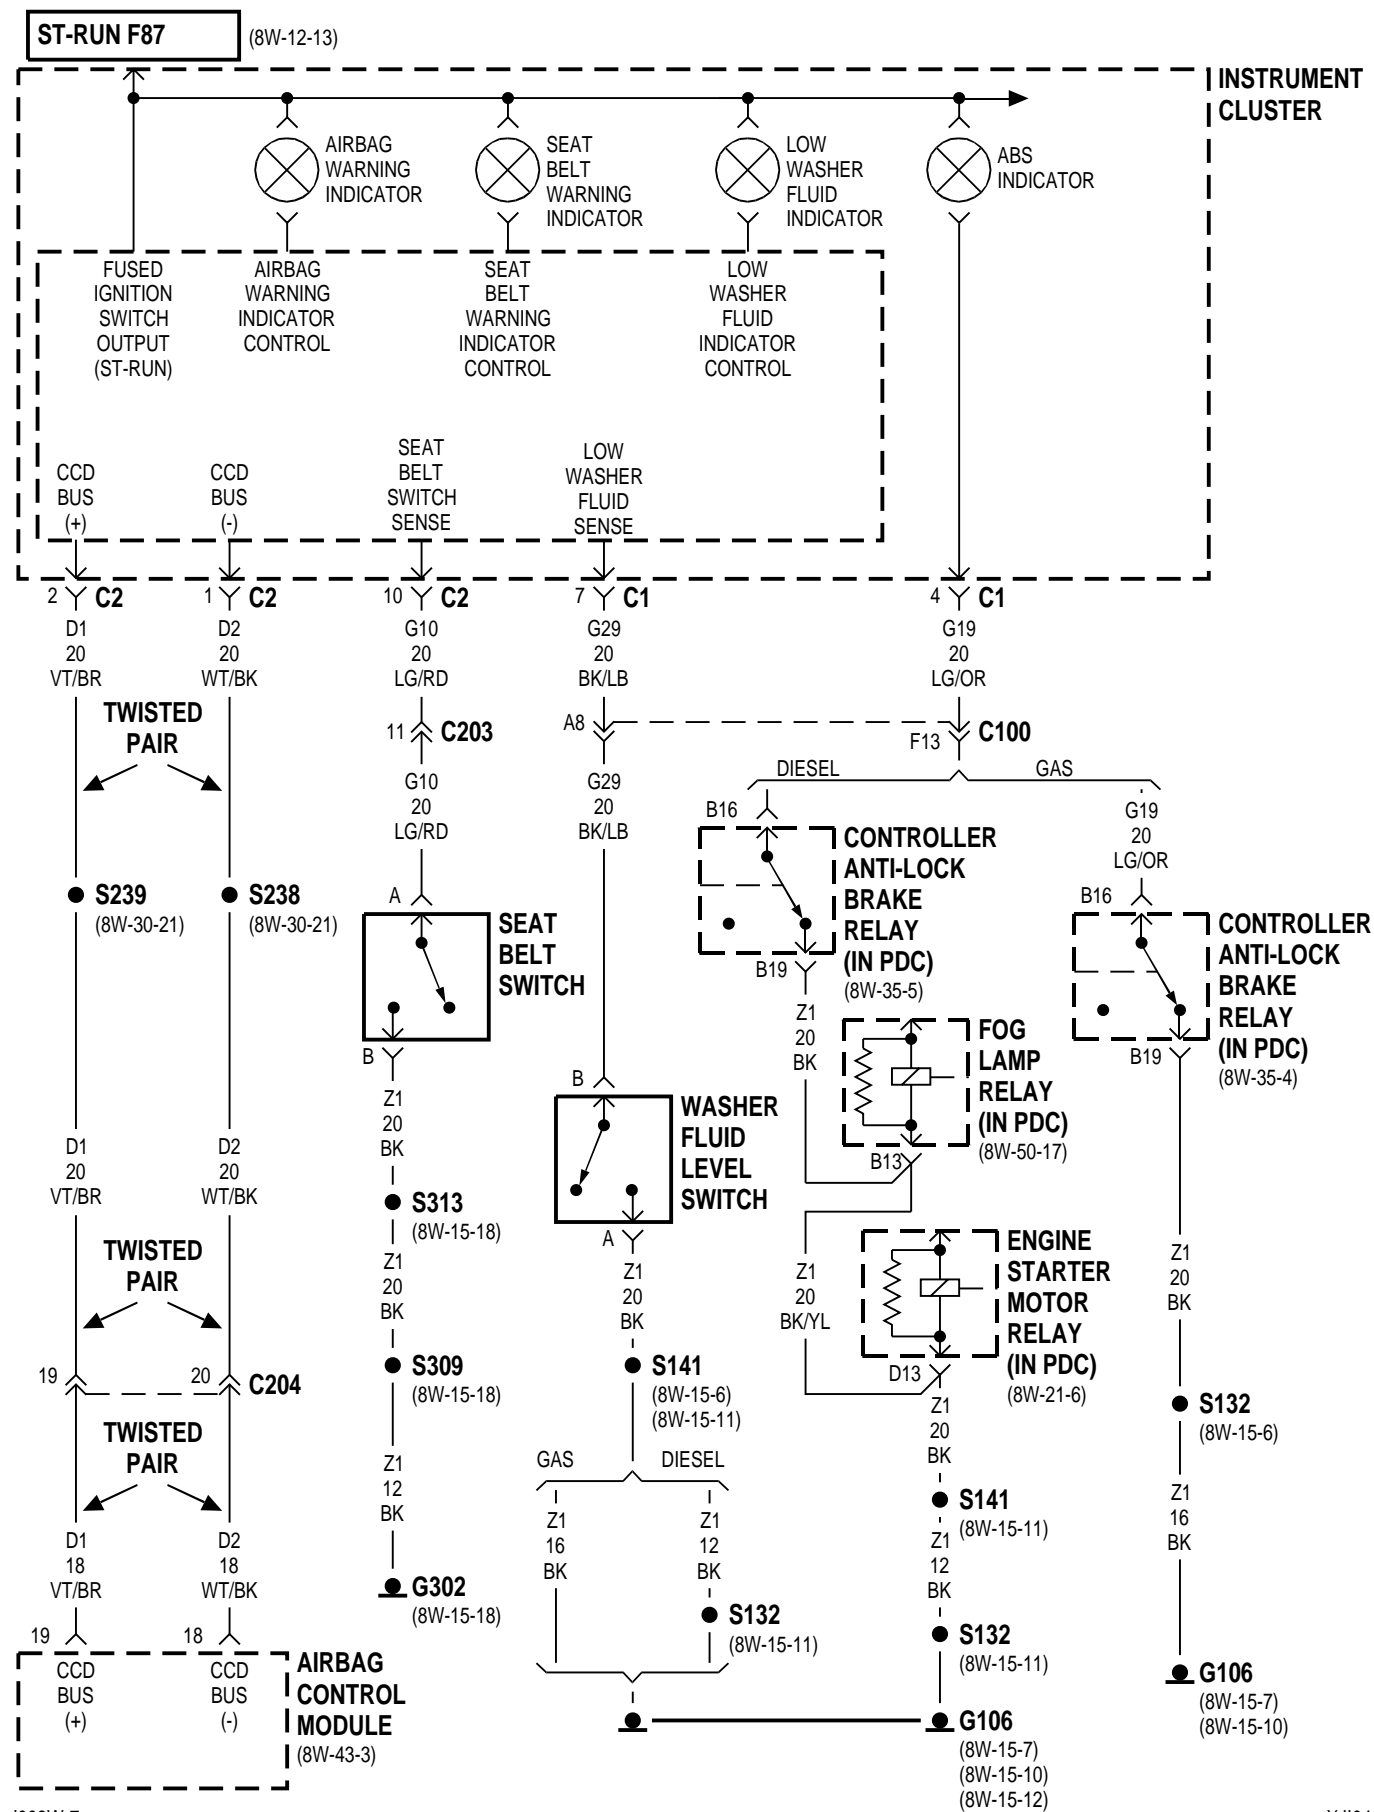 ST-RUN F87 (8W-12-13)
INSTRUMENT
CLUSTER
AIRBAG
WARNING
INDICATOR
SEAT
BELT
WARNING
INDICATOR
LOW
WASHER
FLUID
INDICATOR
ABS
INDICATOR
FUSED
IGNITION
SWITCH
OUTPUT
(ST-RUN)
AIRBAG
WARNING
INDICATOR
CONTROL
SEAT
BELT
WARNING
INDICATOR
CONTROL
LOW
WASHER
FLUID
INDICATOR
CONTROL
CCD
BUS
(+)
CCD
BUS
(-)
SEAT
BELT
SWITCH
SENSE
LOW
WASHER
FLUID
SENSE
2 C2
1 C2
10 C2
7 C1
4 C1
D1
20
VT/BR
D2
20
WT/BK
G10
20
LG/RD
G29
20
BK/LB
G19
20
LG/OR
TWISTED
PAIR
11 C203
A8
F13 C100
G10
20
LG/RD
G29
20
BK/LB
DIESEL
GAS
B16
CONTROLLER
ANTI-LOCK
BRAKE
RELAY
(IN PDC)
(8W-35-5)
B19
G19
20
LG/OR
B16
CONTROLLER
ANTI-LOCK
BRAKE
RELAY
(IN PDC)
(8W-35-4)
B19
S239
(8W-30-21)
S238
(8W-30-21)
A
SEAT
BELT
SWITCH
B
Z1
20
BK
FOG
LAMP
RELAY
(IN PDC)
(8W-50-17)
B13
Z1
20
BK
S313
(8W-15-18)
Z1
20
BK
B
WASHER
FLUID
LEVEL
SWITCH
A
D1
20
VT/BR
D2
20
WT/BK
TWISTED
PAIR
Z1
20
BK
Z1
20
BK/YL
ENGINE
STARTER
MOTOR
RELAY
(IN PDC)
(8W-21-6)
D13
Z1
20
BK
19
20 C204
S309
(8W-15-18)
S141
(8W-15-6)
(8W-15-11)
Z1
20
BK
S132
(8W-15-6)
TWISTED
PAIR
Z1
12
BK
GAS
DIESEL
Z1
16
BK
Z1
12
BK
S141
(8W-15-11)
Z1
12
BK
Z1
16
BK
D1
18
VT/BR
D2
18
WT/BK
G302
(8W-15-18)
S132
(8W-15-11)
S132
(8W-15-11)
19
18
CCD
BUS
(+)
CCD
BUS
(-)
AIRBAG
CONTROL
MODULE
(8W-43-3)
G106
(8W-15-7)
(8W-15-10)
(8W-15-12)
G106
(8W-15-7)
(8W-15-10)